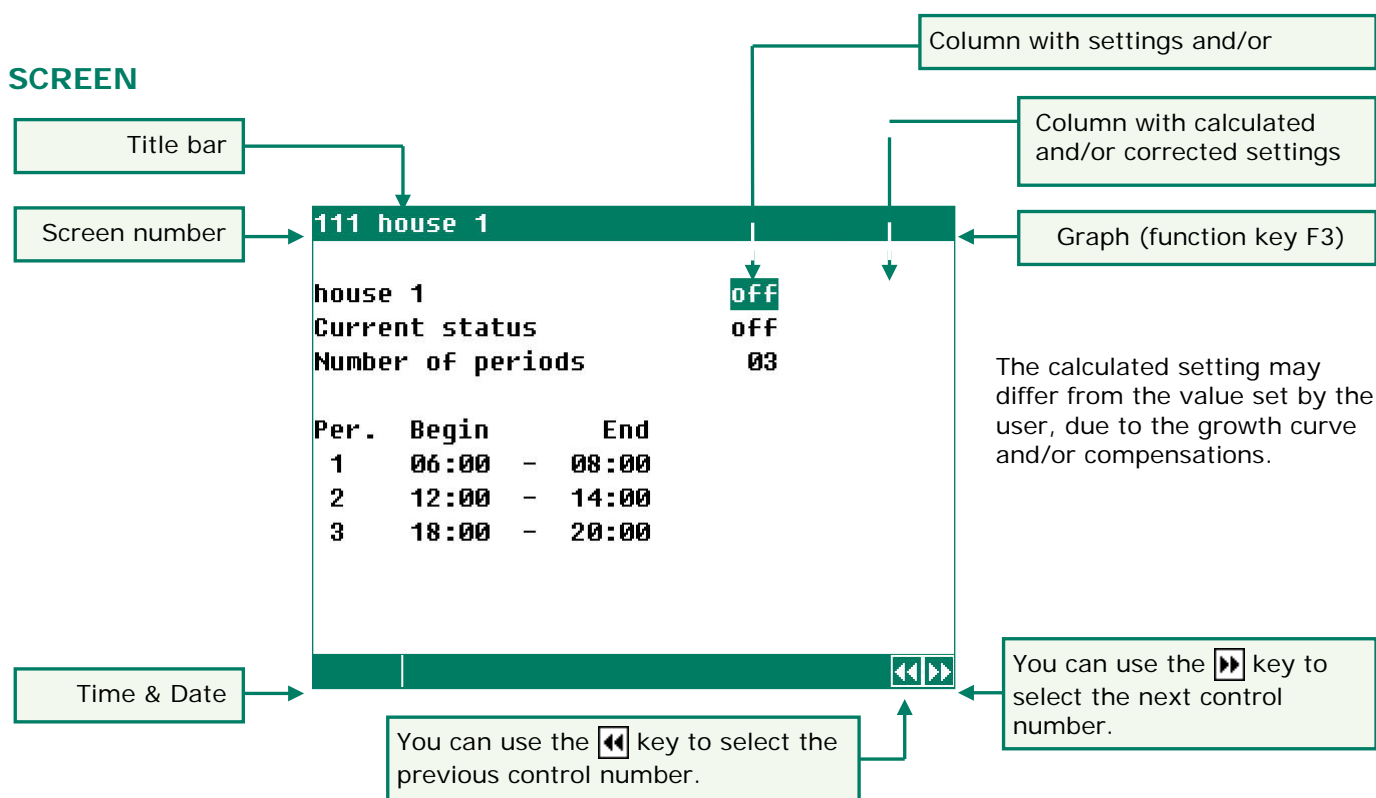 Column with settings and/or
SCREEN
Column with calculated
and/or corrected settings
Title bar
Screen number
111 house 1
Graph (function key F3)
house 1 off
Current status off
Number of periods 03
The calculated setting may
differ from the value set by the
user, due to the growth curve
and/or compensations.
Per. Begin End
1 06:00 - 08:00
2 12:00 - 14:00
3 18:00 - 20:00
Time & Date
You can use the key to
select the next control
number.
You can use the key to select the
previous control number.